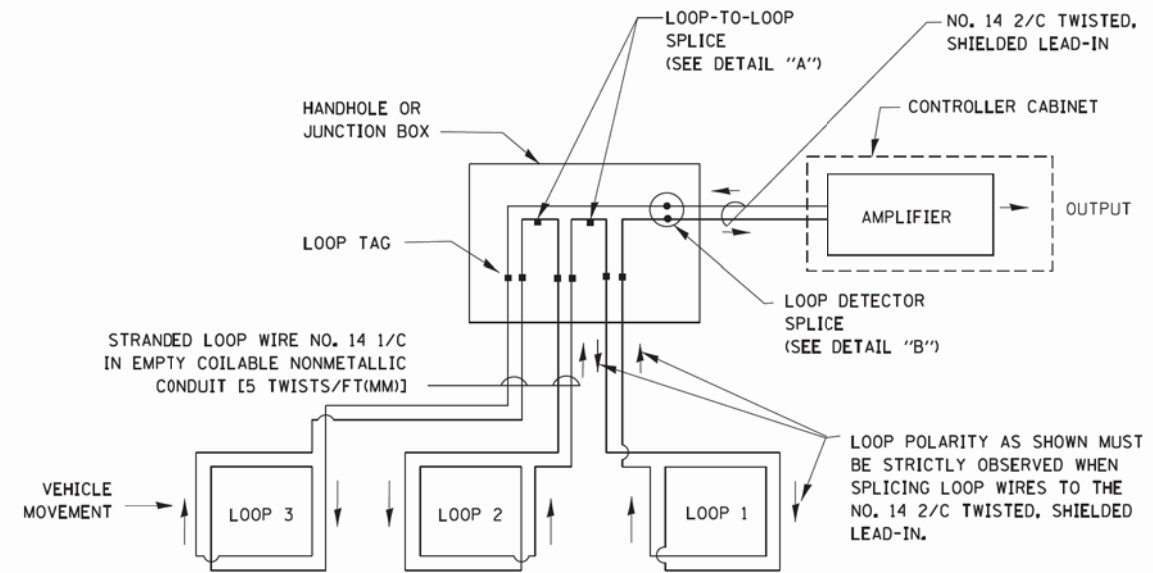 LOOP-TO-LOOP
SPLICE
(SEE DETAIL "A")
NO. 14 2/C TWISTED,
SHIELDED LEAD-IN
HANDHOLE OR
JUNCTION BOX
CONTROLLER CABINET
AMPLIFIER
OUTPUT
LOOP TAG
LOOP DETECTOR
SPLICE
(SEE DETAIL "B")
STRANDED LOOP WIRE NO. 14 1/C
IN EMPTY COILABLE NONMETALLIC
CONDUIT [5 TWISTS/FT(MM)]
LOOP POLARITY AS SHOWN MUST
BE STRICTLY OBSERVED WHEN
SPLICING LOOP WIRES TO THE
NO. 14 2/C TWISTED, SHIELDED
LEAD-IN.
VEHICLE
MOVEMENT
LOOP 3
LOOP 2
LOOP 1